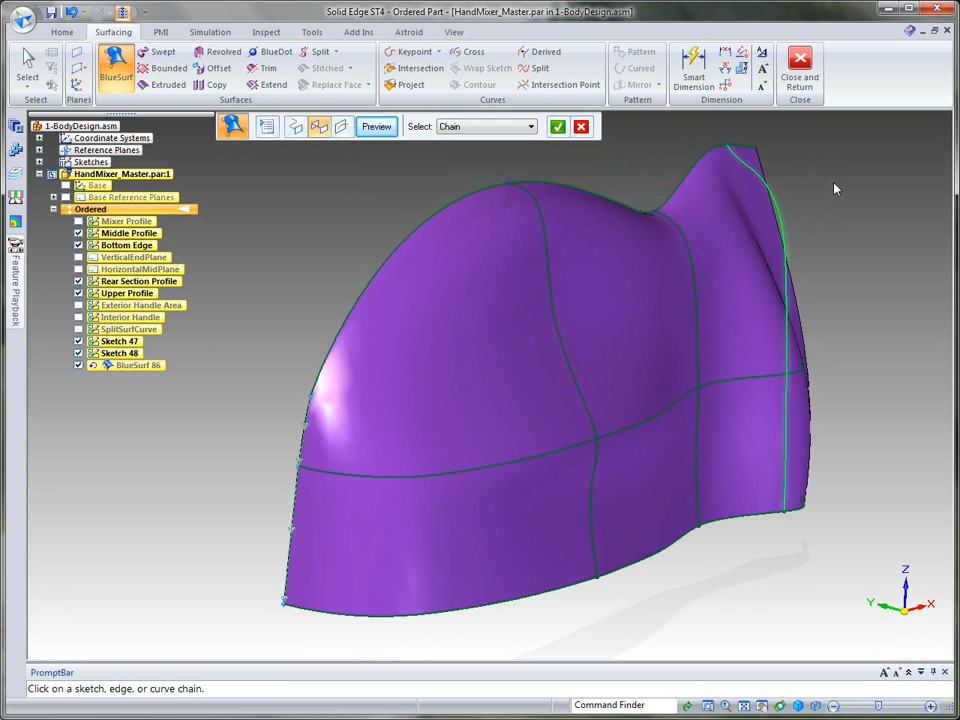 Solid Edge ST4 - Ordered Part - [HandMixer_Master.par in 1-BodyDesign.asm]
Home Surfacing PMI Simulation Inspect Tools Add Ins Astroid View
Select
Planes
BlueSurf
Swept Revolved BlueDot Split
Bounded Offset Trim Stitched
Extruded Copy Extend Replace Face
Keypoint Cross Derived
Intersection Wrap Sketch Split
Project Contour Intersection Point
Pattern
Curved
Mirror
Smart Dimension
Close and Return
Select Planes Surfaces Curves Pattern Dimension Close
Preview Select: Chain
1-BodyDesign.asm
Coordinate Systems
Reference Planes
Sketches
HandMixer_Master.par:1
Base
Base Reference Planes
Ordered
Mixer Profile
Middle Profile
Bottom Edge
VerticalEndPlane
HorizontalMidPlane
Rear Section Profile
Upper Profile
Exterior Handle Area
Interior Handle
SplitSurfCurve
Sketch 47
Sketch 48
BlueSurf 86
Feature Playback
Z
Y
X
PromptBar
Click on a sketch, edge, or curve chain.
Command Finder